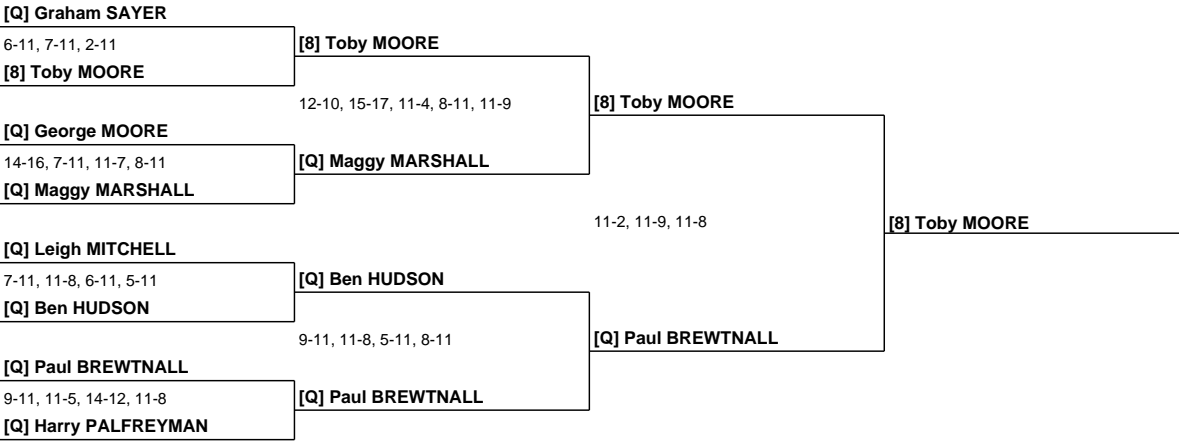 [Q] Graham SAYER
6-11, 7-11, 2-11
[8] Toby MOORE
[8] Toby MOORE
12-10, 15-17, 11-4, 8-11, 11-9
[8] Toby MOORE
[Q] George MOORE
14-16, 7-11, 11-7, 8-11
[Q] Maggy MARSHALL
[Q] Maggy MARSHALL
11-2, 11-9, 11-8
[8] Toby MOORE
[Q] Leigh MITCHELL
7-11, 11-8, 6-11, 5-11
[Q] Ben HUDSON
[Q] Ben HUDSON
9-11, 11-8, 5-11, 8-11
[Q] Paul BREWTNALL
[Q] Paul BREWTNALL
9-11, 11-5, 14-12, 11-8
[Q] Paul BREWTNALL
[Q] Harry PALFREYMAN